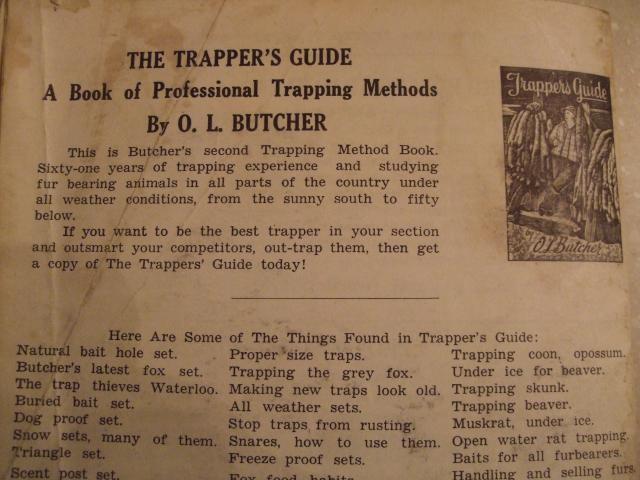 THE TRAPPER'S GUIDE
A Book of Professional Trapping Methods
By O. L. BUTCHER
This is Butcher's second Trapping Method Book.
Sixty-one years of trapping experience and studying
fur bearing animals in all parts of the country under
all weather conditions, from the sunny south to fifty
below.
If you want to be the best trapper in your section
and outsmart your competitors, out-trap them, then get
a copy of The Trappers' Guide today!
Trappers Guide
by O.L. Butcher
Here Are Some of The Things Found in Trapper's Guide:
Natural bait hole set.
Butcher's latest fox set.
The trap thieves Waterloo.
Buried bait set.
Dog proof set.
Snow sets, many of them.
Triangle set.
Scent post set.
Proper size traps.
Trapping the grey fox.
Making new traps look old.
All weather sets.
Stop traps from rusting.
Snares, how to use them.
Freeze proof sets.
Fox food habits.
Trapping coon, opossum.
Under ice for beaver.
Trapping skunk.
Trapping beaver.
Muskrat, under ice.
Open water rat trapping.
Baits for all furbearers.
Handling and selling furs.